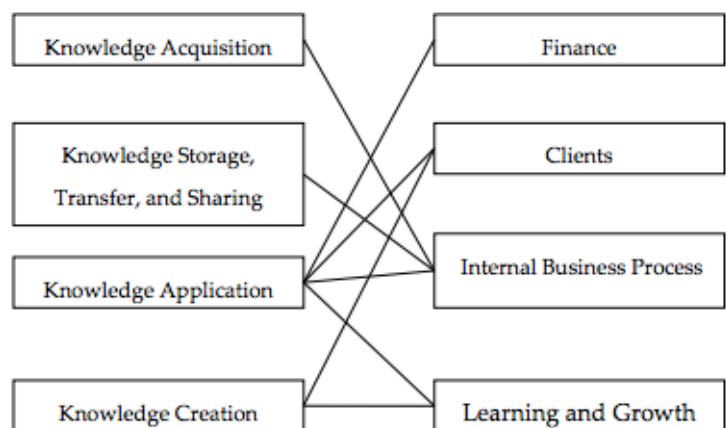 Knowledge Acquisition
Finance
Knowledge Storage,
Transfer, and Sharing
Clients
Knowledge Application
Internal Business Process
Knowledge Creation
Learning and Growth